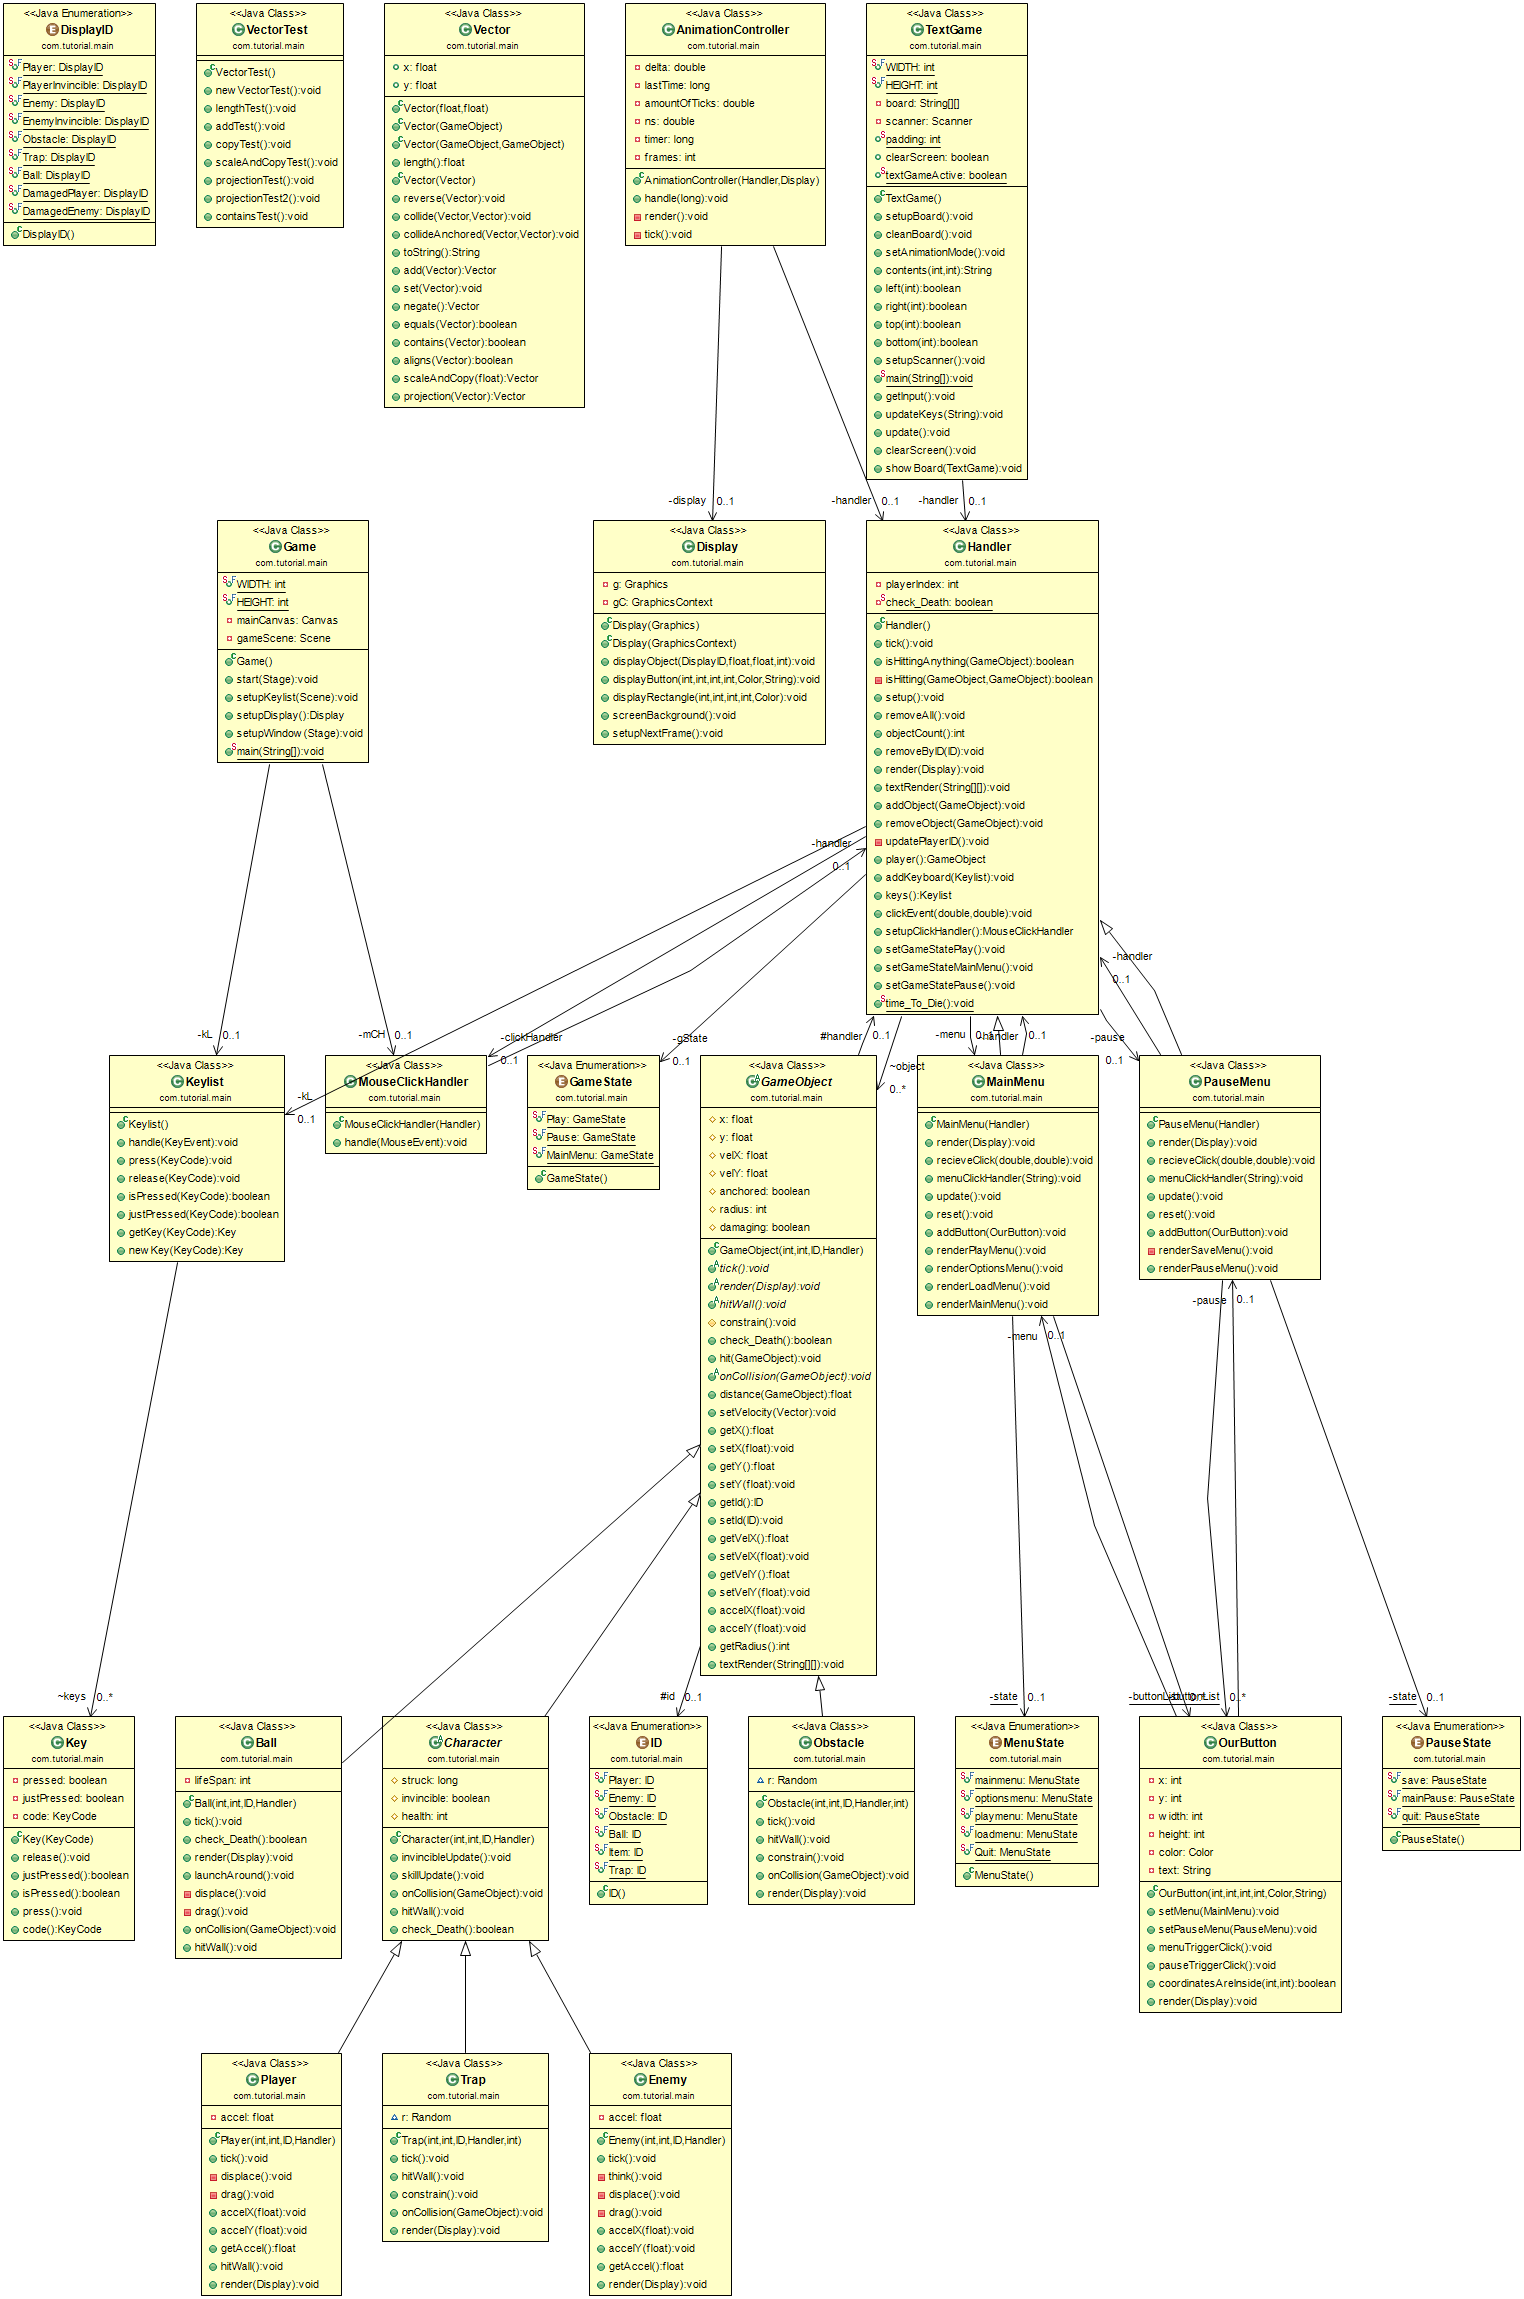 <<Java Enumeration>>
DisplayID
com.tutorial.main
Player: DisplayID
PlayerInvincible: DisplayID
Enemy: DisplayID
EnemyInvincible: DisplayID
Obstacle: DisplayID
Trap: DisplayID
Ball: DisplayID
DamagedPlayer: DisplayID
DamagedEnemy: DisplayID
DisplayID()
<<Java Class>>
VectorTest
com.tutorial.main
VectorTest()
newVectorTest():void
lengthTest():void
addTest():void
copyTest():void
scaleAndCopyTest():void
projectionTest():void
projectionTest2():void
containsTest():void
<<Java Class>>
Vector
com.tutorial.main
x: float
y: float
Vector(float,float)
Vector(GameObject)
Vector(GameObject,GameObject)
length():float
Vector(Vector)
reverse(Vector):void
collide(Vector,Vector):void
collideAnchored(Vector,Vector):void
toString():String
add(Vector):Vector
set(Vector):void
negate():Vector
equals(Vector):boolean
contains(Vector):boolean
aligns(Vector):boolean
scaleAndCopy(float):Vector
projection(Vector):Vector
<<Java Class>>
AnimationController
com.tutorial.main
delta: double
lastTime: long
amountOfTicks: double
ns: double
timer: long
frames: int
AnimationController(Handler,Display)
handle(long):void
render():void
tick():void
<<Java Class>>
TextGame
com.tutorial.main
WIDTH: int
HEIGHT: int
board: String[][]
scanner: Scanner
padding: int
clearScreen: boolean
textGameActive: boolean
TextGame()
setupBoard():void
cleanBoard():void
setAnimationMode():void
contents(int,int):String
left(int):boolean
right(int):boolean
top(int):boolean
bottom(int):boolean
setupScanner():void
main(String[]):void
getInput():void
updateKeys(String):void
update():void
clearScreen():void
showBoard(TextGame):void
-display 0..1
-handler 0..1
-handler 0..1
<<Java Class>>
Game
com.tutorial.main
WIDTH: int
HEIGHT: int
mainCanvas: Canvas
gameScene: Scene
Game()
start(Stage):void
setupKeylist(Scene):void
setupDisplay():Display
setupWindow(Stage):void
main(String[]):void
<<Java Class>>
Display
com.tutorial.main
g: Graphics
gC: GraphicsContext
Display(Graphics)
Display(GraphicsContext)
displayObject(DisplayID,float,float,int):void
displayButton(int,int,int,int,Color,String):void
displayRectangle(int,int,int,int,Color):void
screenBackground():void
setupNextFrame():void
<<Java Class>>
Handler
com.tutorial.main
playerIndex: int
check_Death: boolean
Handler()
tick():void
isHittingAnything(GameObject):boolean
isHitting(GameObject,GameObject):boolean
setup():void
removeAll():void
objectCount():int
removeByID(ID):void
render(Display):void
textRender(String[][]):void
addObject(GameObject):void
removeObject(GameObject):void
updatePlayerID():void
player():GameObject
addKeyboard(Keylist):void
keys():Keylist
clickEvent(double,double):void
setupClickHandler():MouseClickHandler
setGameStatePlay():void
setGameStateMainMenu():void
setGameStatePause():void
time_To_Die():void
-handler
0..1
-handler
0..1
-kL 0..1
-mCH 0..1
-clickHandler
0..1
-gState
0..1
#handler 0..1
~object
0..*
-menu 0..1
-handler 0..1
-pause
0..1
-kL
0..1
<<Java Class>>
Keylist
com.tutorial.main
Keylist()
handle(KeyEvent):void
press(KeyCode):void
release(KeyCode):void
isPressed(KeyCode):boolean
justPressed(KeyCode):boolean
getKey(KeyCode):Key
newKey(KeyCode):Key
<<Java Class>>
MouseClickHandler
com.tutorial.main
MouseClickHandler(Handler)
handle(MouseEvent):void
<<Java Enumeration>>
GameState
com.tutorial.main
Play: GameState
Pause: GameState
MainMenu: GameState
GameState()
<<Java Class>>
GameObject
com.tutorial.main
x: float
y: float
velX: float
velY: float
anchored: boolean
radius: int
damaging: boolean
GameObject(int,int,ID,Handler)
tick():void
render(Display):void
hitWall():void
constrain():void
check_Death():boolean
hit(GameObject):void
onCollision(GameObject):void
distance(GameObject):float
setVelocity(Vector):void
getX():float
setX(float):void
getY():float
setY(float):void
getId():ID
setId(ID):void
getVelX():float
setVelX(float):void
getVelY():float
setVelY(float):void
accelX(float):void
accelY(float):void
getRadius():int
textRender(String[][]):void
<<Java Class>>
MainMenu
com.tutorial.main
MainMenu(Handler)
render(Display):void
recieveClick(double,double):void
menuClickHandler(String):void
update():void
reset():void
addButton(OurButton):void
renderPlayMenu():void
renderOptionsMenu():void
renderLoadMenu():void
renderMainMenu():void
<<Java Class>>
PauseMenu
com.tutorial.main
PauseMenu(Handler)
render(Display):void
recieveClick(double,double):void
menuClickHandler(String):void
update():void
reset():void
addButton(OurButton):void
renderSaveMenu():void
renderPauseMenu():void
-pause 0..1
-menu 0..1
~keys 0..*
#id 0..1
-state 0..1
-buttonList
-buttonList 0..*
-state 0..1
<<Java Class>>
Key
com.tutorial.main
pressed: boolean
justPressed: boolean
code: KeyCode
Key(KeyCode)
release():void
justPressed():boolean
isPressed():boolean
press():void
code():KeyCode
<<Java Class>>
Ball
com.tutorial.main
lifeSpan: int
Ball(int,int,ID,Handler)
tick():void
check_Death():boolean
render(Display):void
launchAround():void
displace():void
drag():void
onCollision(GameObject):void
hitWall():void
<<Java Class>>
Character
com.tutorial.main
struck: long
invincible: boolean
health: int
Character(int,int,ID,Handler)
invincibleUpdate():void
skillUpdate():void
onCollision(GameObject):void
hitWall():void
check_Death():boolean
<<Java Enumeration>>
ID
com.tutorial.main
Player: ID
Enemy: ID
Obstacle: ID
Ball: ID
Item: ID
Trap: ID
ID()
<<Java Class>>
Obstacle
com.tutorial.main
r: Random
Obstacle(int,int,ID,Handler,int)
tick():void
hitWall():void
constrain():void
onCollision(GameObject):void
render(Display):void
<<Java Enumeration>>
MenuState
com.tutorial.main
mainmenu: MenuState
optionsmenu: MenuState
playmenu: MenuState
loadmenu: MenuState
Quit: MenuState
MenuState()
<<Java Class>>
OurButton
com.tutorial.main
x: int
y: int
width: int
height: int
color: Color
text: String
OurButton(int,int,int,int,Color,String)
setMenu(MainMenu):void
setPauseMenu(PauseMenu):void
menuTriggerClick():void
pauseTriggerClick():void
coordinatesAreInside(int,int):boolean
render(Display):void
<<Java Enumeration>>
PauseState
com.tutorial.main
save: PauseState
mainPause: PauseState
quit: PauseState
PauseState()
<<Java Class>>
Player
com.tutorial.main
accel: float
Player(int,int,ID,Handler)
tick():void
displace():void
drag():void
accelX(float):void
accelY(float):void
getAccel():float
hitWall():void
render(Display):void
<<Java Class>>
Trap
com.tutorial.main
r: Random
Trap(int,int,ID,Handler,int)
tick():void
hitWall():void
constrain():void
onCollision(GameObject):void
render(Display):void
<<Java Class>>
Enemy
com.tutorial.main
accel: float
Enemy(int,int,ID,Handler)
tick():void
think():void
displace():void
drag():void
accelX(float):void
accelY(float):void
getAccel():float
render(Display):void